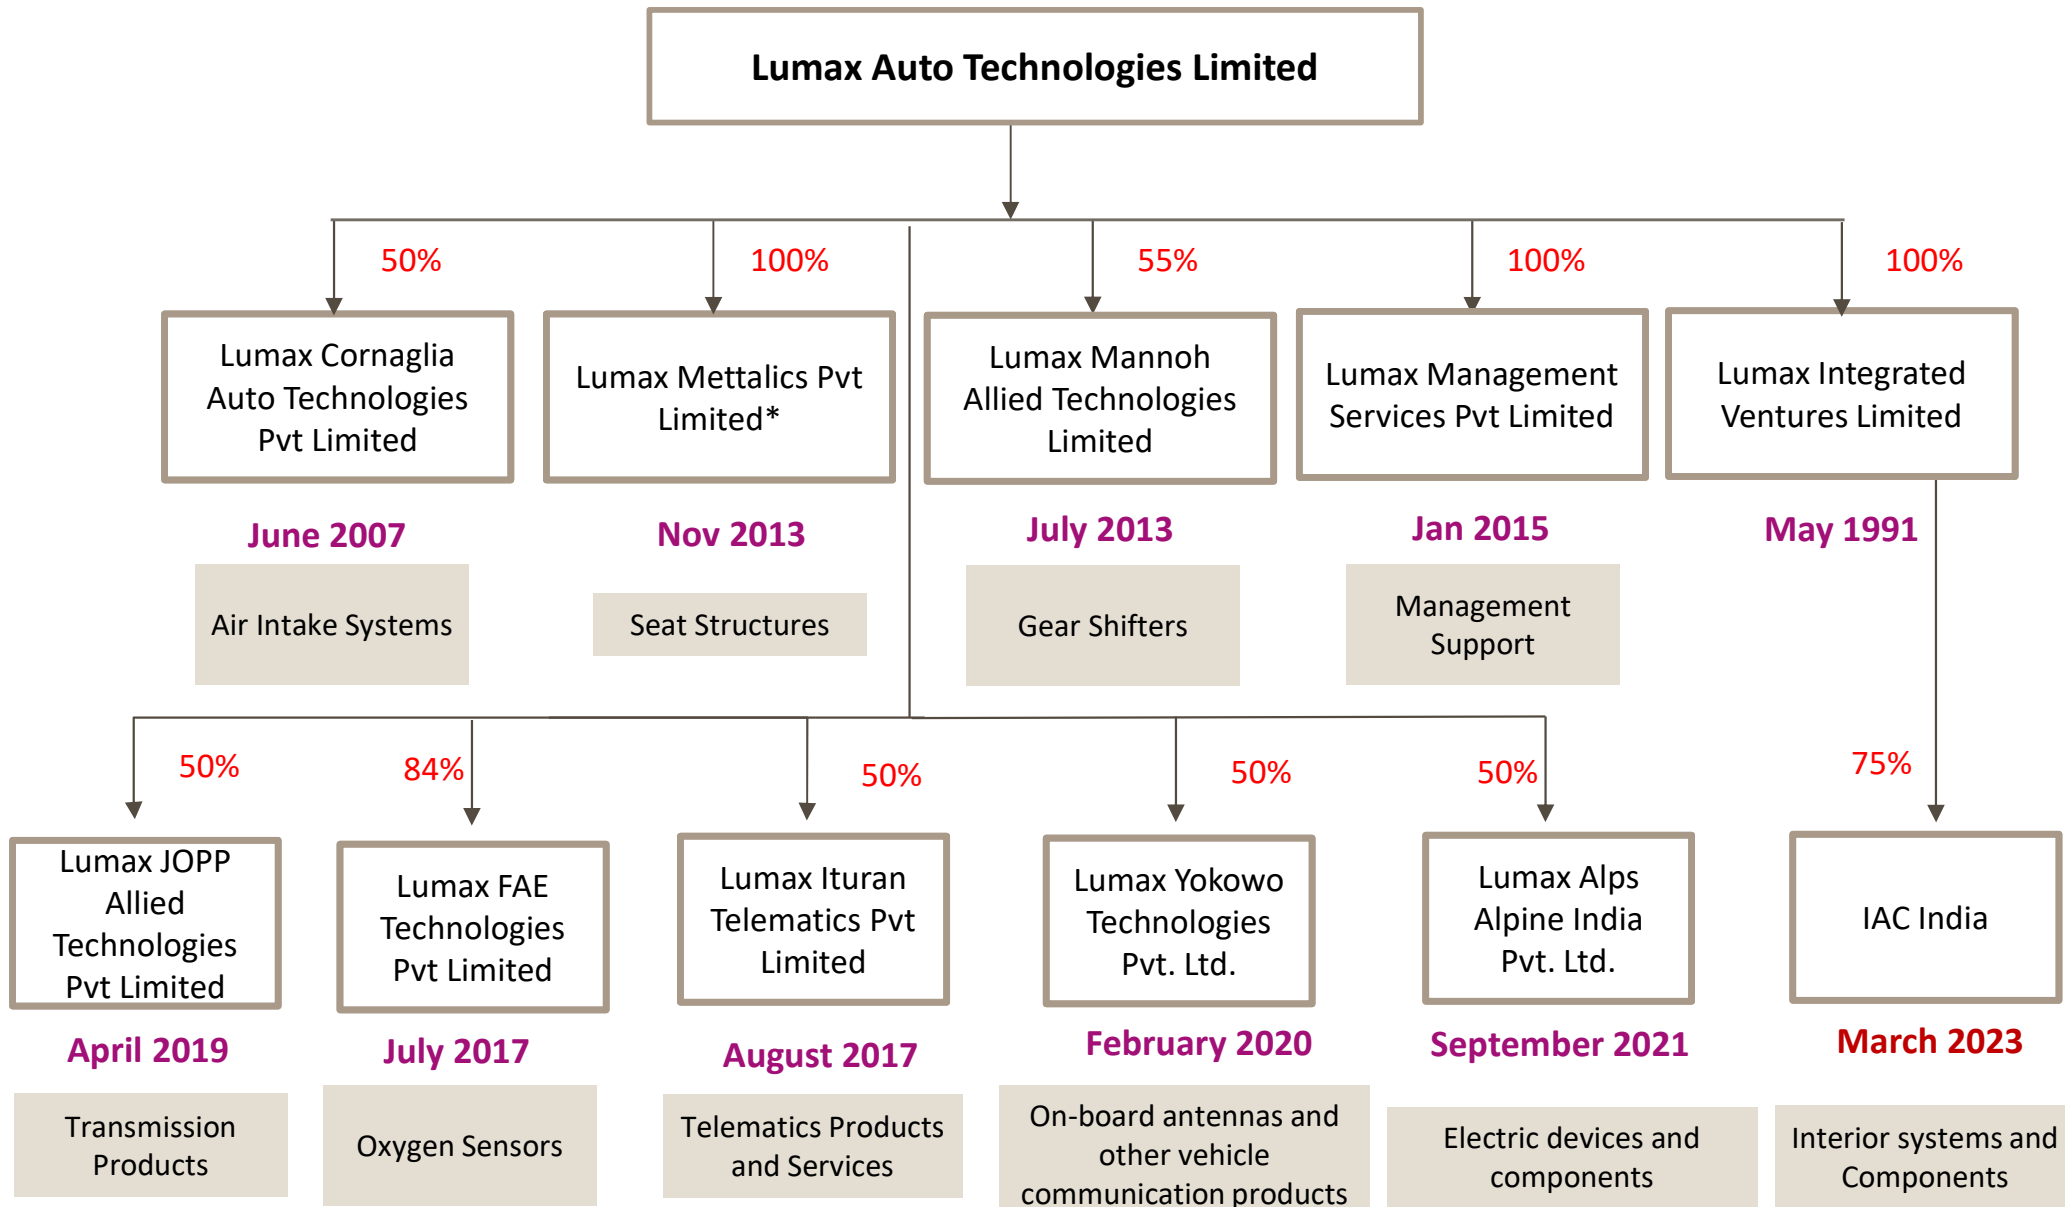 Lumax Auto Technologies Limited
50%
100%
55%
100%
100%
Lumax Cornaglia
Auto Technologies
Pvt Limited
Lumax Mettalics Pvt
Limited*
Lumax Mannoh
Allied Technologies
Limited
Lumax Management
Services Pvt Limited
Lumax Integrated
Ventures Limited
June 2007
Nov 2013
July 2013
Jan 2015
May 1991
Air Intake Systems
Seat Structures
Gear Shifters
Management
Support
50%
84%
50%
50%
50%
75%
Lumax JOPP
Allied
Technologies
Pvt Limited
Lumax FAE
Technologies
Pvt Limited
Lumax Ituran
Telematics Pvt
Limited
Lumax Yokowo
Technologies
Pvt. Ltd.
Lumax Alps
Alpine India
Pvt. Ltd.
IAC India
April 2019
July 2017
August 2017
February 2020
September 2021
March 2023
Transmission
Products
Oxygen Sensors
Telematics Products
and Services
On-board antennas and
other vehicle
communication products
Electric devices and
components
Interior systems and
Components